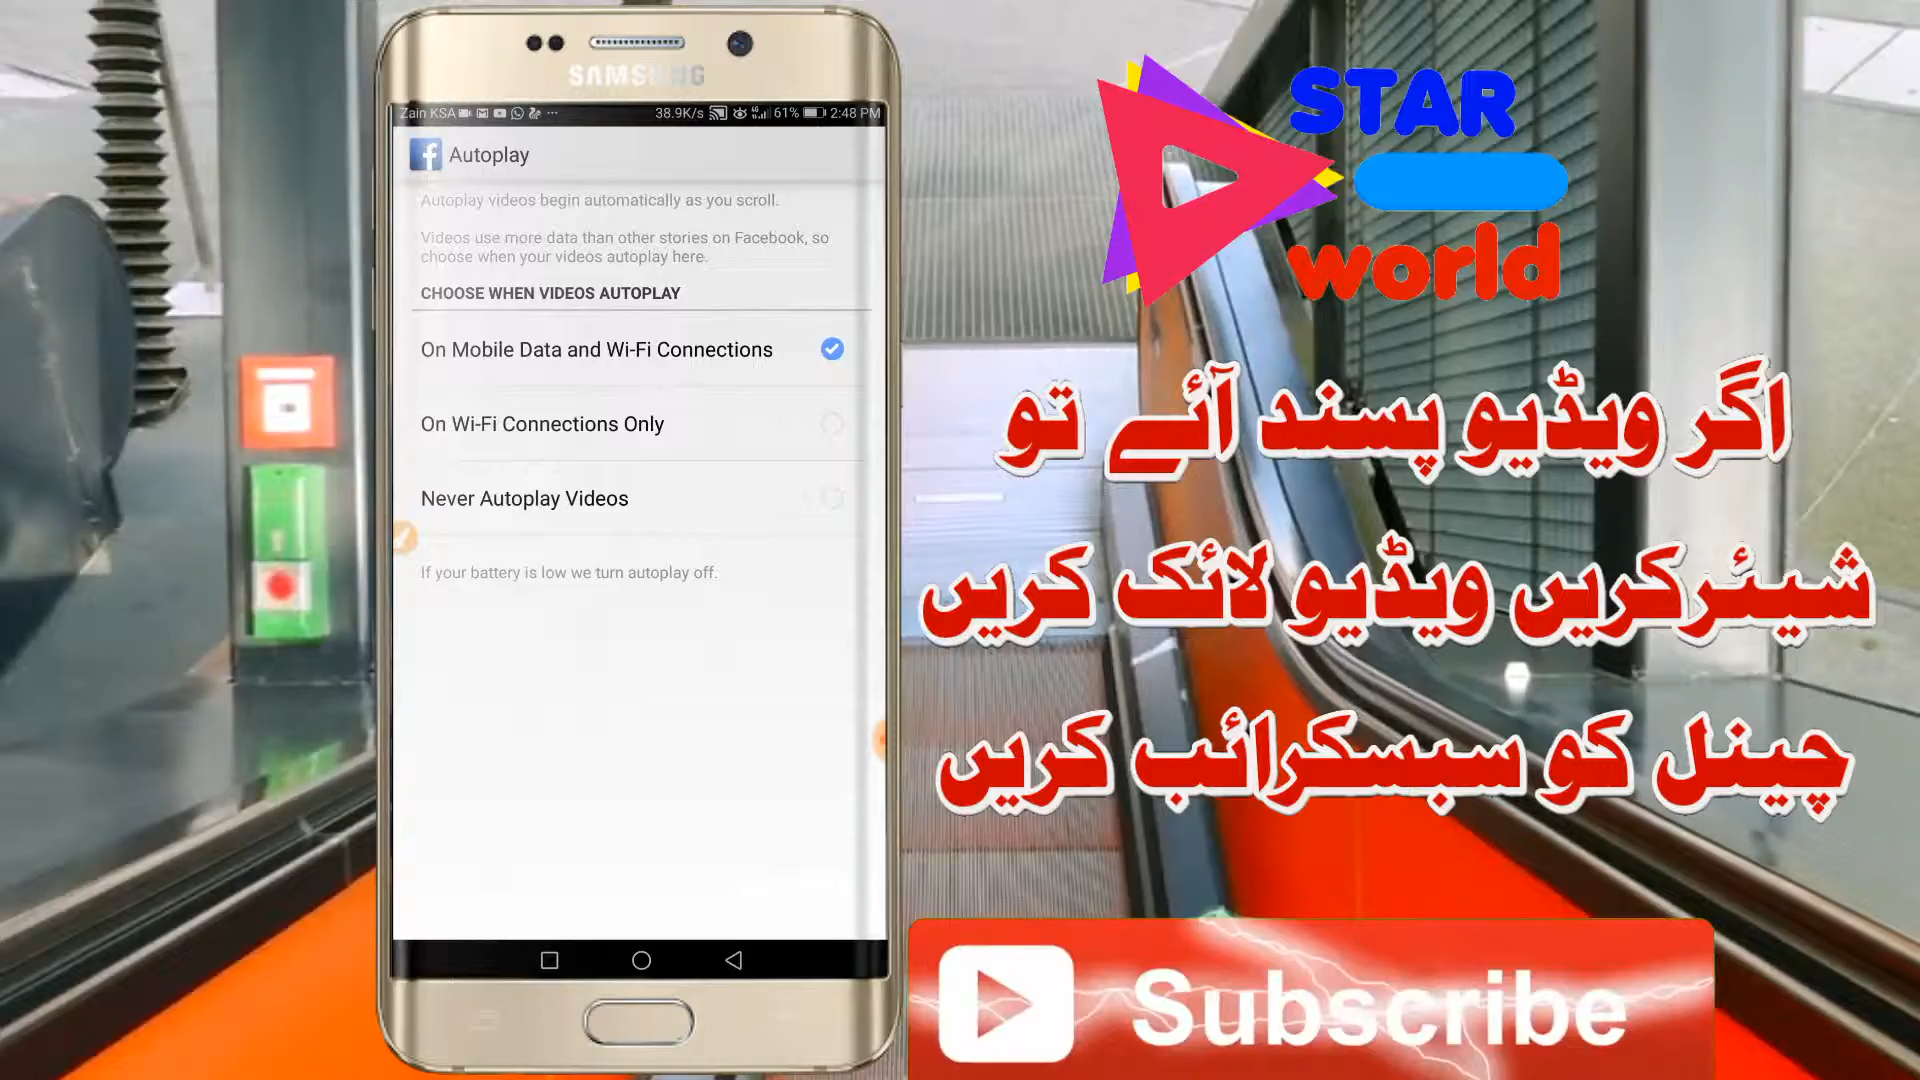 SAMSUNG
Zain KSA ... 38.9K/s 4G 61% 2:48 PM
Autoplay
Autoplay videos begin automatically as you scroll.
Videos use more data than other stories on Facebook, so
choose when your videos autoplay here.
CHOOSE WHEN VIDEOS AUTOPLAY
On Mobile Data and Wi-Fi Connections
On Wi-Fi Connections Only
Never Autoplay Videos
If your battery is low we turn autoplay off.
STAR
world
اگر ویڈیو پسند آئے تو
شیئرکریں ویڈیو لائک کریں
چینل کو سبسکرائب کریں
Subscribe